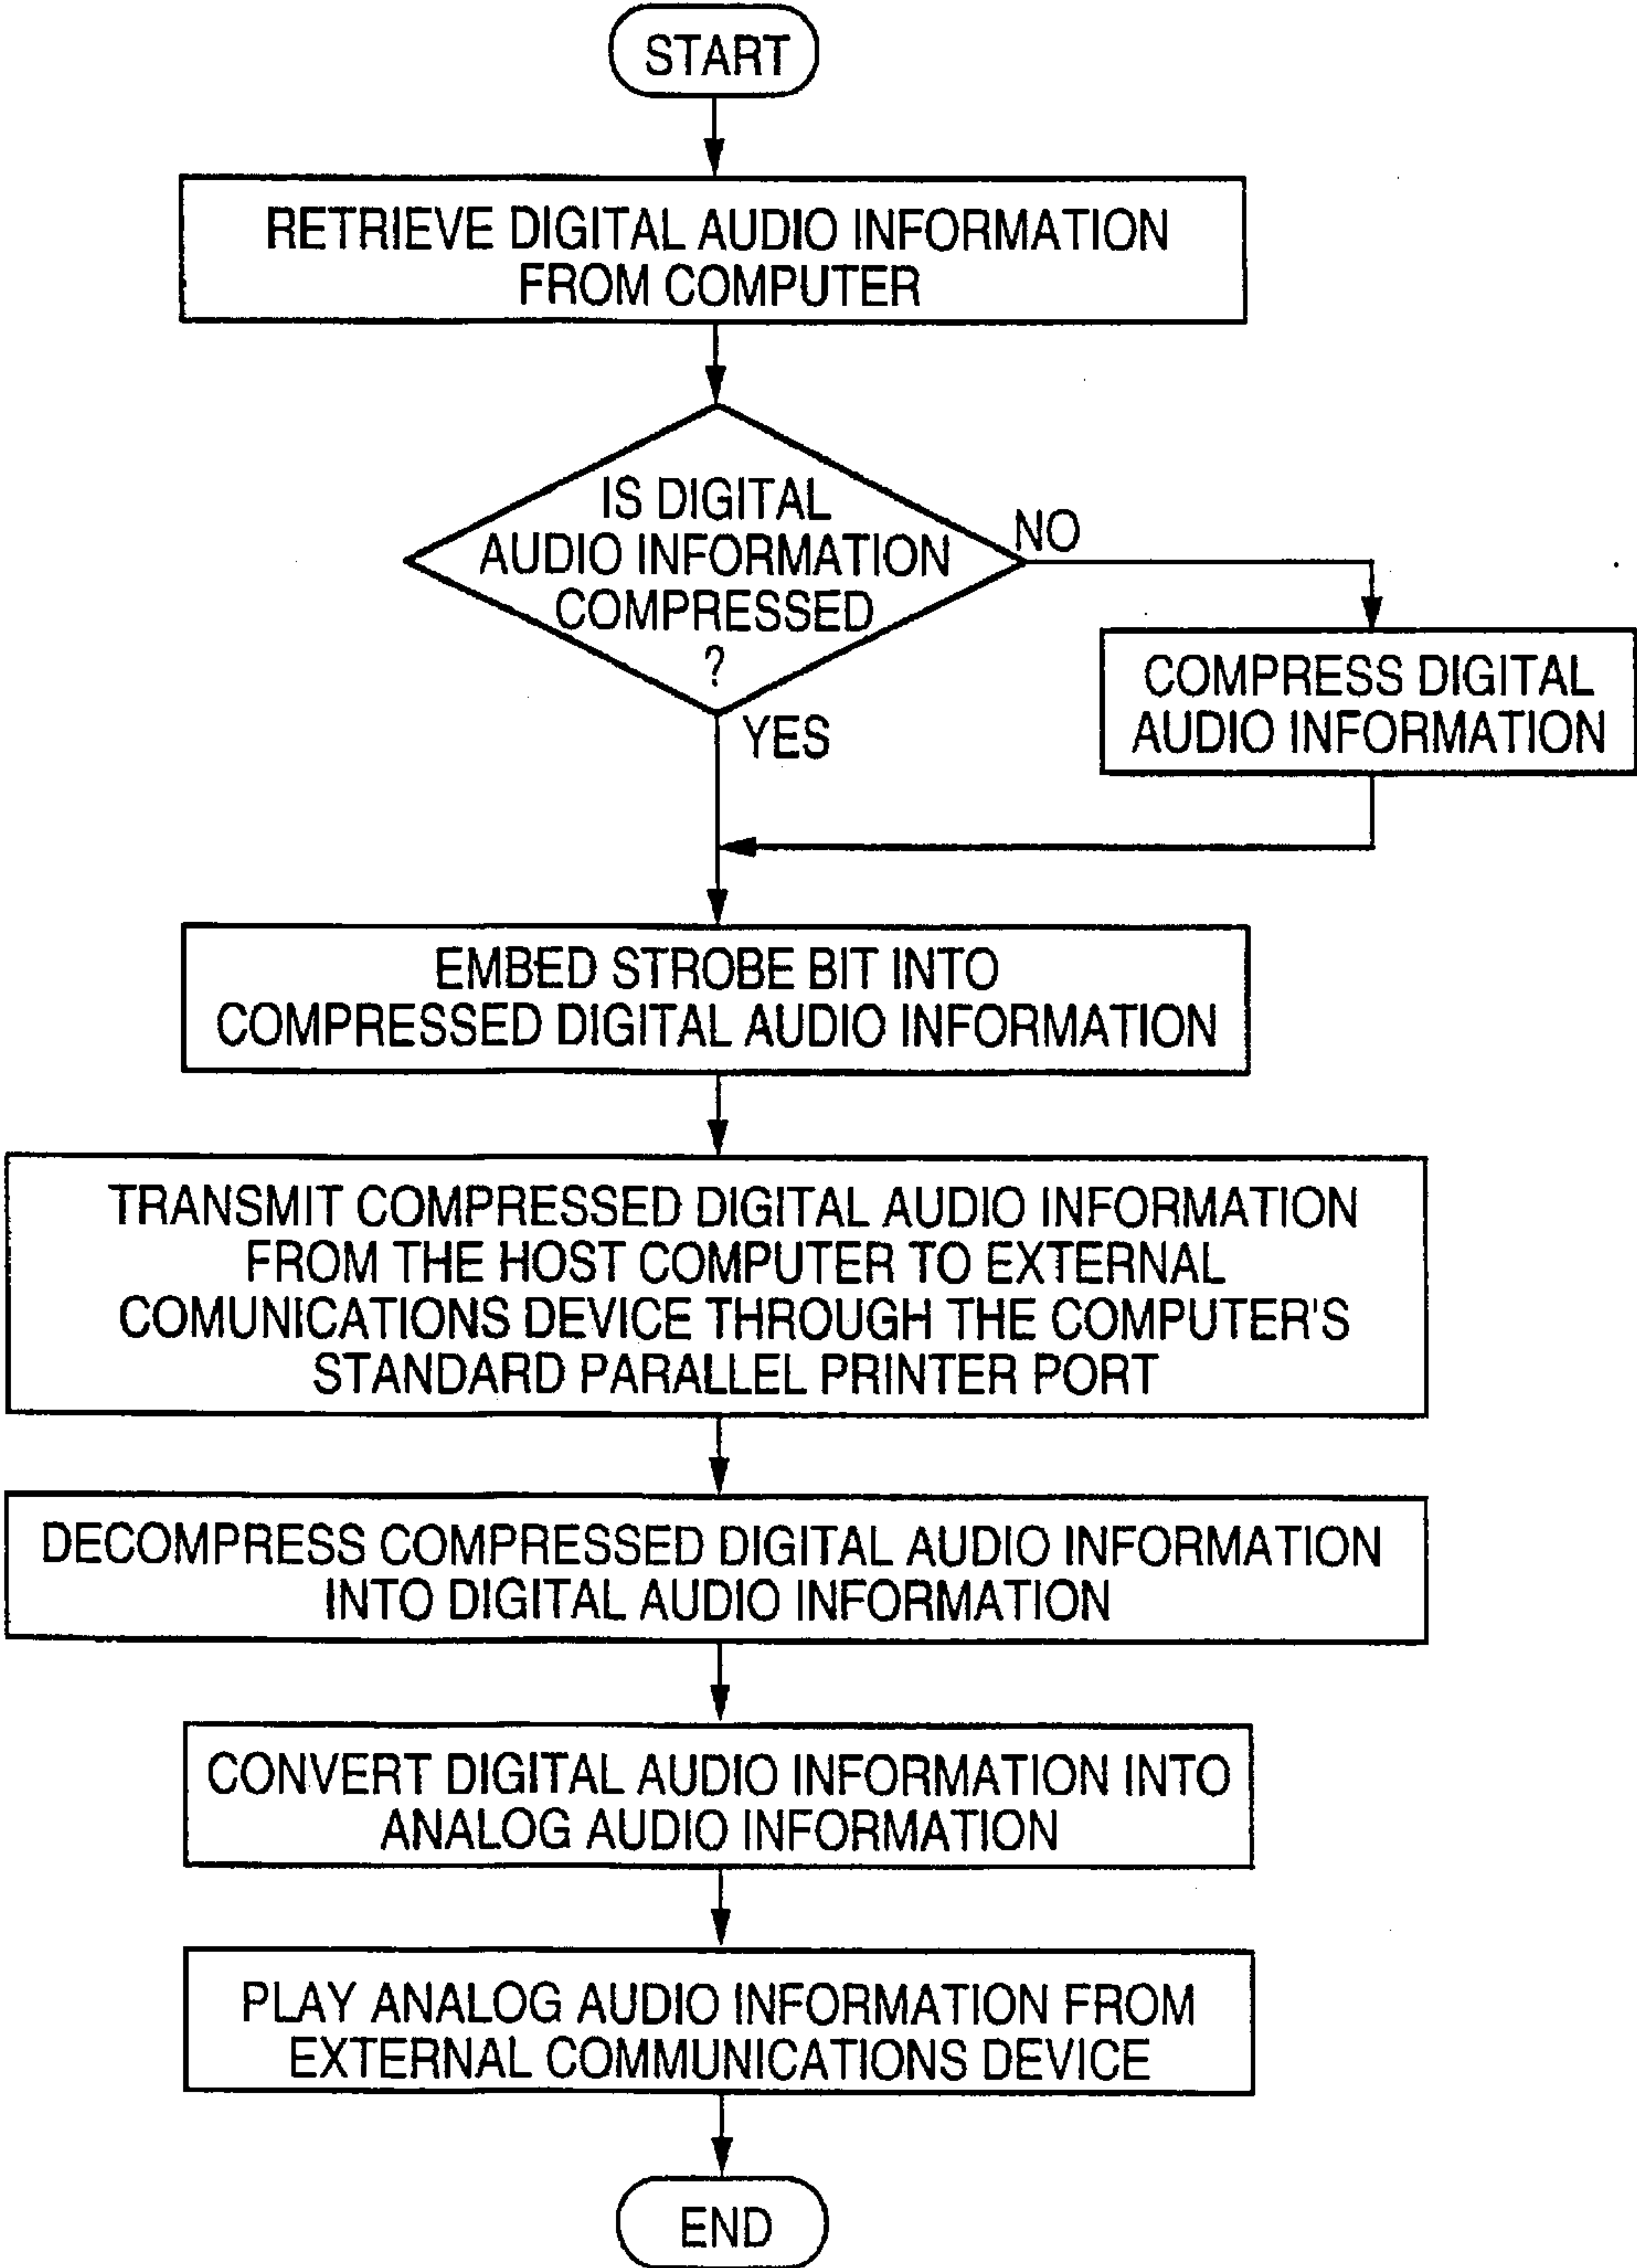 START
RETRIEVE DIGITAL AUDIO INFORMATION
FROM COMPUTER
IS DIGITAL
AUDIO INFORMATION
COMPRESSED
?
NO
COMPRESS DIGITAL
AUDIO INFORMATION
YES
EMBED STROBE BIT INTO
COMPRESSED DIGITAL AUDIO INFORMATION
TRANSMIT COMPRESSED DIGITAL AUDIO INFORMATION
FROM THE HOST COMPUTER TO EXTERNAL
COMUNICATIONS DEVICE THROUGH THE COMPUTER'S
STANDARD PARALLEL PRINTER PORT
DECOMPRESS COMPRESSED DIGITAL AUDIO INFORMATION
INTO DIGITAL AUDIO INFORMATION
CONVERT DIGITAL AUDIO INFORMATION INTO
ANALOG AUDIO INFORMATION
PLAY ANALOG AUDIO INFORMATION FROM
EXTERNAL COMMUNICATIONS DEVICE
END